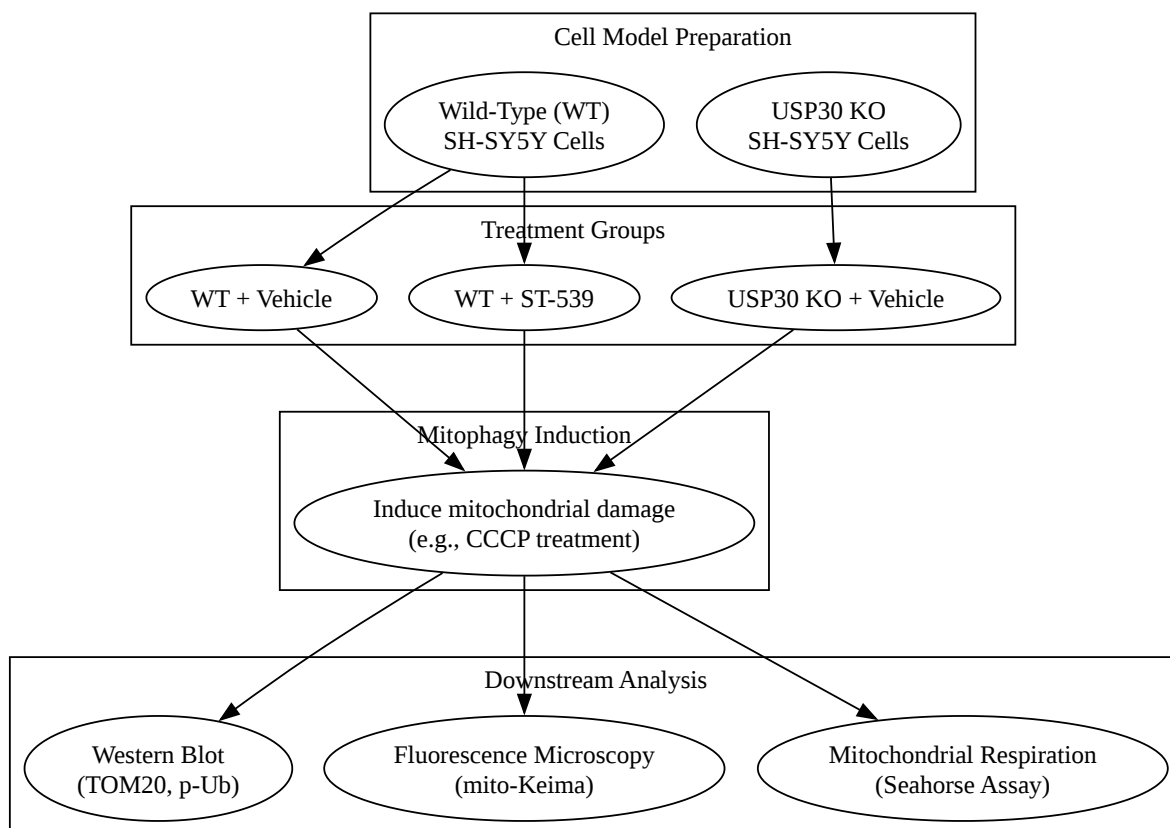 Cell Model Preparation
Wild-Type (WT)
SH-SY5Y Cells
USP30 KO
SH-SY5Y Cells
Treatment Groups
WT + Vehicle
WT + ST-539
USP30 KO + Vehicle
Mitophagy Induction
Induce mitochondrial damage
(e.g., CCCP treatment)
Downstream Analysis
Western Blot
(TOM20, p-Ub)
Fluorescence Microscopy
(mito-Keima)
Mitochondrial Respiration
(Seahorse Assay)